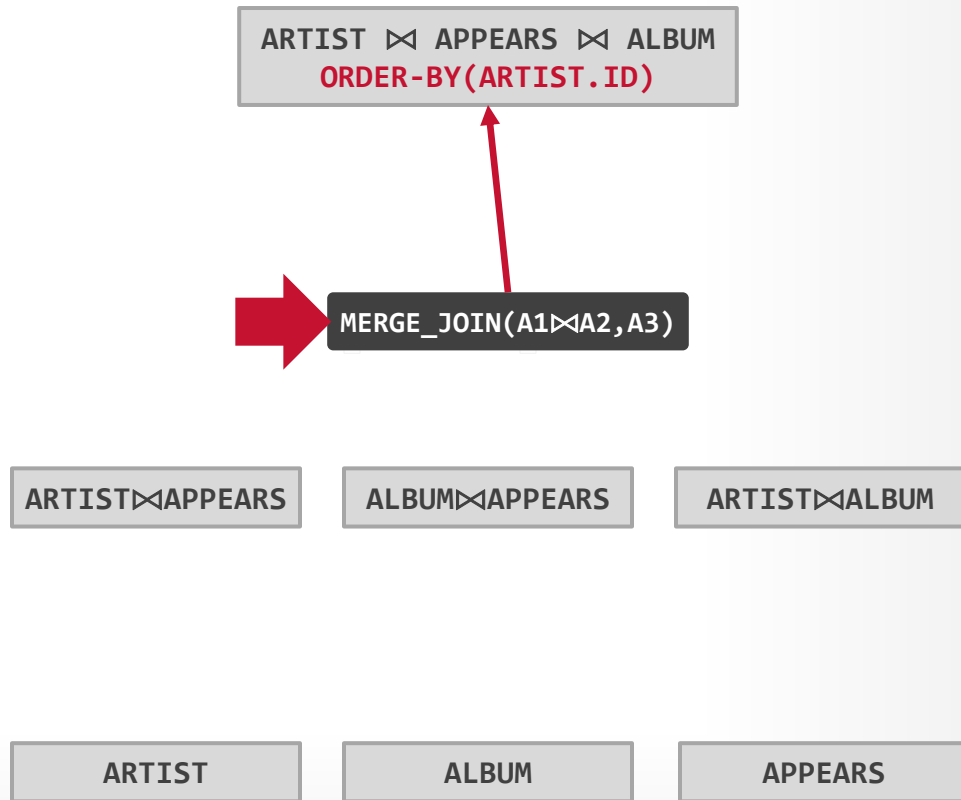 ARTIST ⋈ APPEARS ⋈ ALBUM
ORDER-BY(ARTIST.ID)
MERGE_JOIN(A1⋈A2,A3)
ARTIST⋈APPEARS
ALBUM⋈APPEARS
ARTIST⋈ALBUM
ARTIST
ALBUM
APPEARS